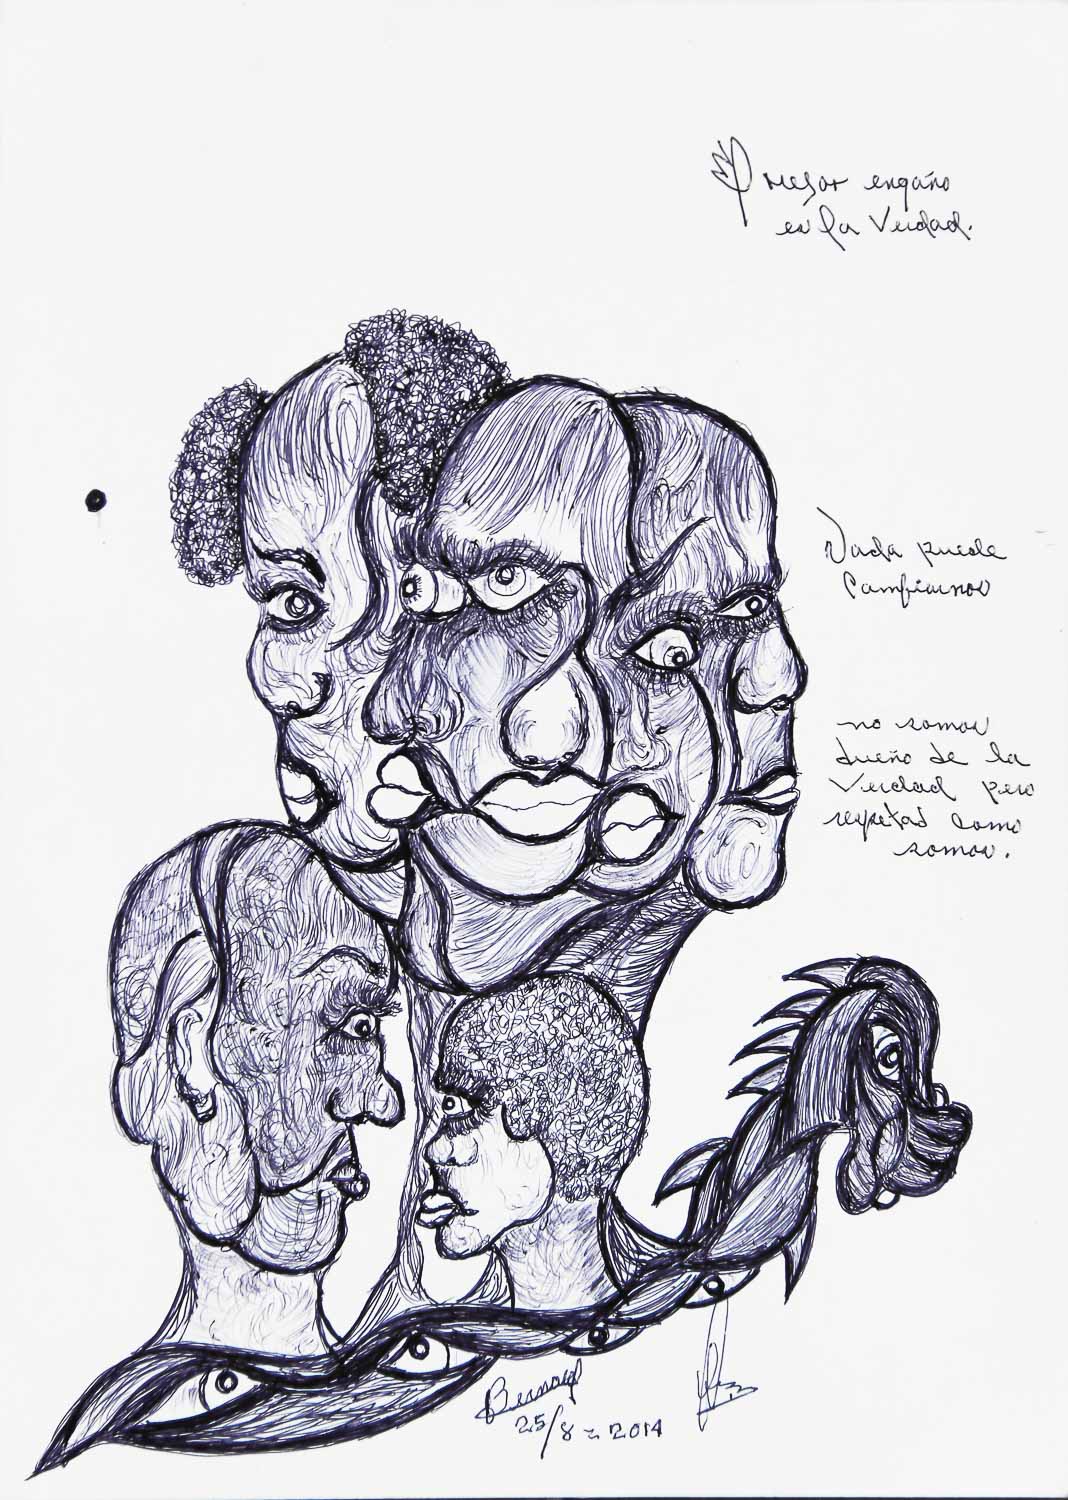 El mejor engaño
es la Verdad.
Nada puede
Cambiarnos
no somos
dueño de la
Verdad pero
respetad como
somos.
Bernard
25/8-2014